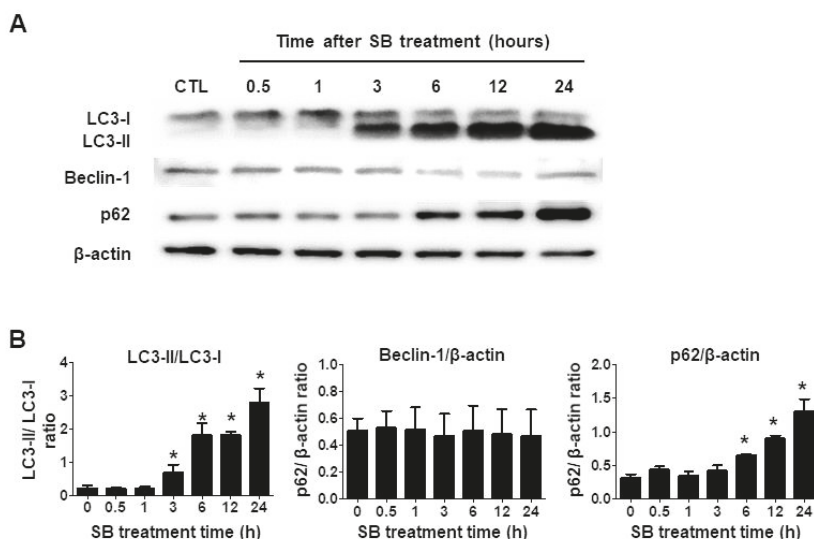 A
Time after SB treatment (hours)
CTL 0.5 1 3 6 12 24
LC3-I
LC3-II
Beclin-1
p62
β-actin
B
LC3-II/LC3-I
LC3-II/ LC3-I
ratio
4
3
2
1
0
* * * *
0 0.5 1 3 6 12 24
SB treatment time (h)
Beclin-1/β-actin
p62/ β-actin ratio
1.0
0.8
0.6
0.4
0.2
0.0
0 0.5 1 3 6 12 24
SB treatment time (h)
p62/β-actin
p62/ β-actin ratio
2.0
1.5
1.0
0.5
0.0
* * *
0 0.5 1 3 6 12 24
SB treatment time (h)